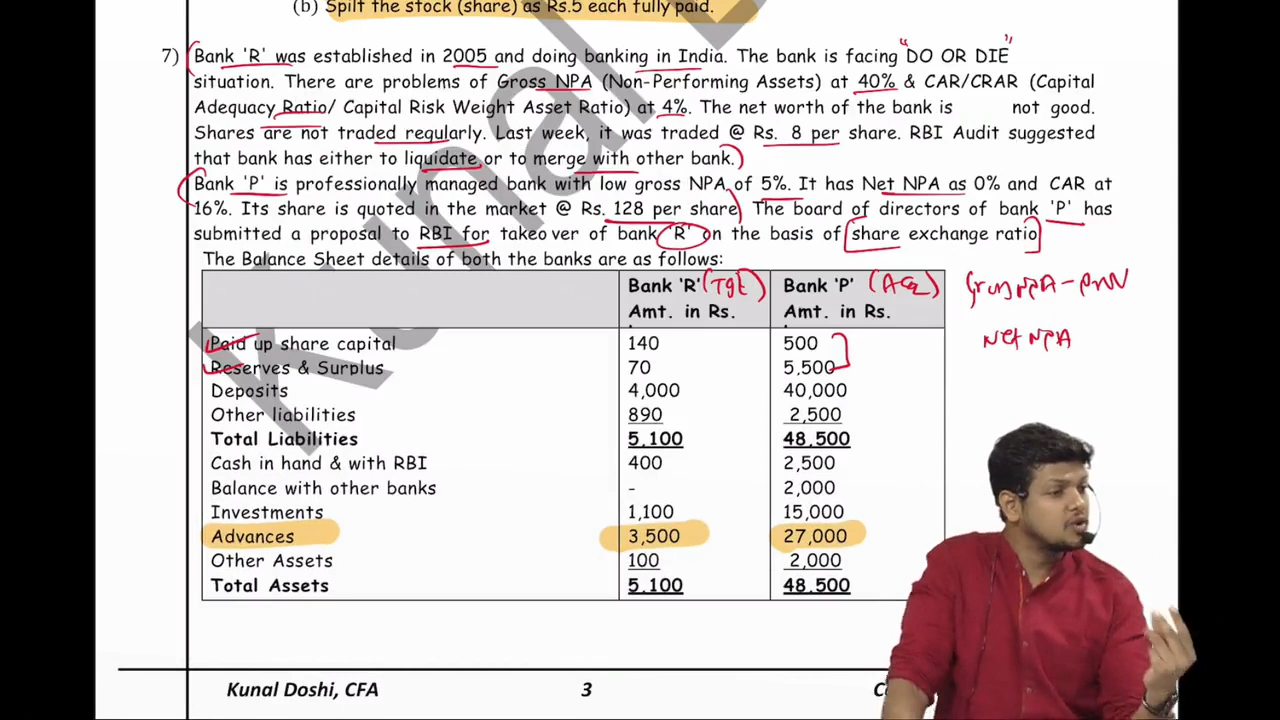 (b) Spilt the stock (share) as Rs.5 each fully paid.
7) Bank 'R' was established in 2005 and doing banking in India. The bank is facing "DO OR DIE"
situation. There are problems of Gross NPA (Non-Performing Assets) at 40% & CAR/CRAR (Capital
Adequacy Ratio/ Capital Risk Weight Asset Ratio) at 4%. The net worth of the bank is not good.
Shares are not traded regularly. Last week, it was traded @ Rs. 8 per share. RBI Audit suggested
that bank has either to liquidate or to merge with other bank.
Bank 'P' is professionally managed bank with low gross NPA of 5%. It has Net NPA as 0% and CAR at
16%. Its share is quoted in the market @ Rs. 128 per share. The board of directors of bank 'P' has
submitted a proposal to RBI for takeover of bank 'R' on the basis of share exchange ratio
The Balance Sheet details of both the banks are as follows:
Bank 'R' (Tgt) Bank 'P' (Acq) Gross NPA - Prov
Amt. in Rs. Amt. in Rs.
Net NPA
Paid up share capital 140 500
Reserves & Surplus 70 5,500
Deposits 4,000 40,000
Other liabilities 890 2,500
Total Liabilities 5,100 48,500
Cash in hand & with RBI 400 2,500
Balance with other banks - 2,000
Investments 1,100 15,000
Advances 3,500 27,000
Other Assets 100 2,000
Total Assets 5,100 48,500
Kunal Doshi, CFA 3